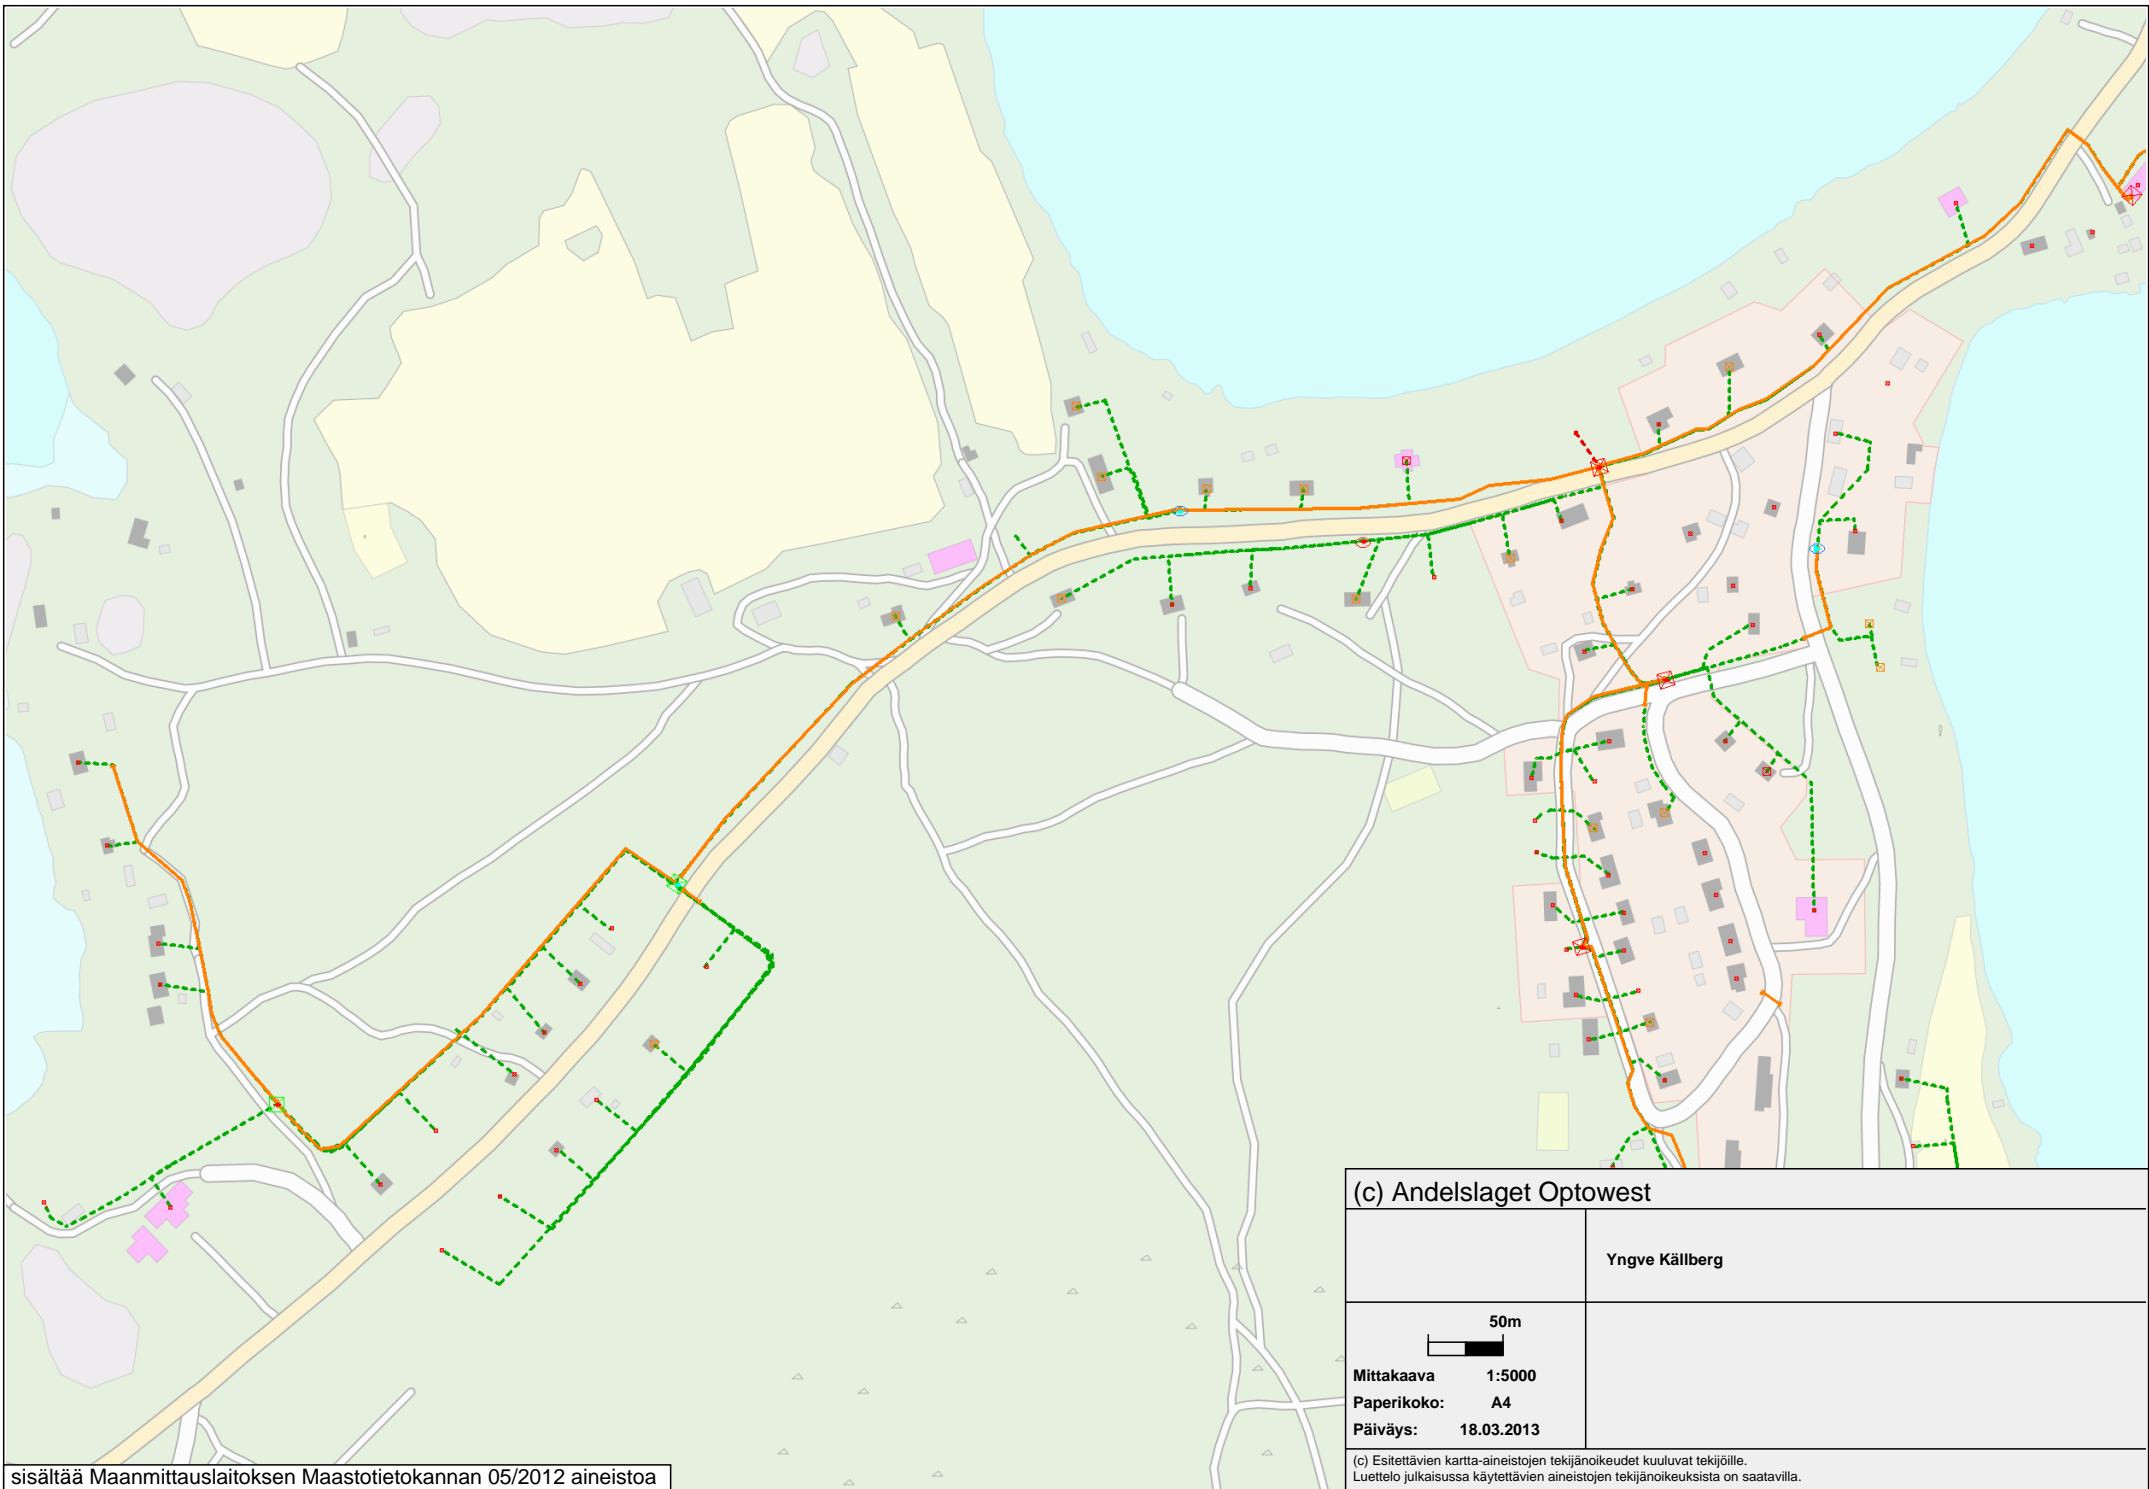 (c) Andelslaget Optowest
Yngve Källberg
50m
Mittakaava 1:5000
Paperikoko: A4
Päiväys: 18.03.2013
(c) Esitettävien kartta-aineistojen tekijänoikeudet kuuluvat tekijöille.
Luettelo julkaisussa käytettävien aineistojen tekijänoikeuksista on saatavilla.
sisältää Maanmittauslaitoksen Maastotietokannan 05/2012 aineistoa